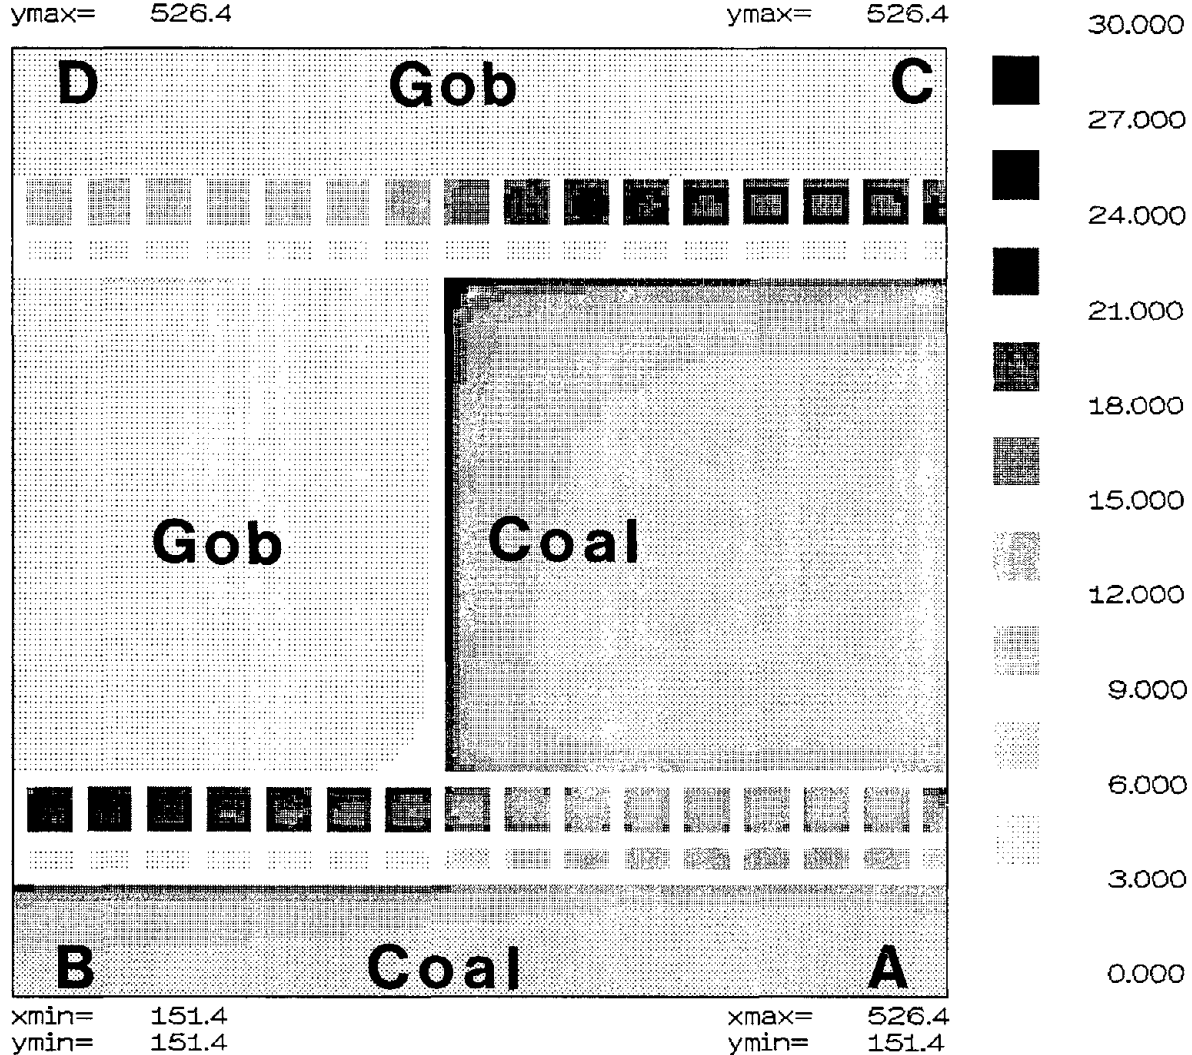 ymax= 526.4 ymax= 526.4
30.000
D Gob C
27.000
24.000
21.000
18.000
15.000
Gob Coal
12.000
9.000
6.000
3.000
B Coal A
0.000
xmin= 151.4 xmax= 526.4
ymin= 151.4 ymin= 151.4